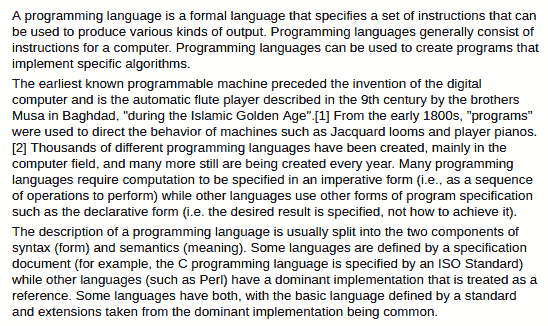 A programming language is a formal language that specifies a set of instructions that can
be used to produce various kinds of output. Programming languages generally consist of
instructions for a computer. Programming languages can be used to create programs that
implement specific algorithms.
The earliest known programmable machine preceded the invention of the digital
computer and is the automatic flute player described in the 9th century by the brothers
Musa in Baghdad, "during the Islamic Golden Age".[1] From the early 1800s, "programs"
were used to direct the behavior of machines such as Jacquard looms and player pianos.
[2] Thousands of different programming languages have been created, mainly in the
computer field, and many more still are being created every year. Many programming
languages require computation to be specified in an imperative form (i.e., as a sequence
of operations to perform) while other languages use other forms of program specification
such as the declarative form (i.e. the desired result is specified, not how to achieve it).
The description of a programming language is usually split into the two components of
syntax (form) and semantics (meaning). Some languages are defined by a specification
document (for example, the C programming language is specified by an ISO Standard)
while other languages (such as Perl) have a dominant implementation that is treated as a
reference. Some languages have both, with the basic language defined by a standard
and extensions taken from the dominant implementation being common.